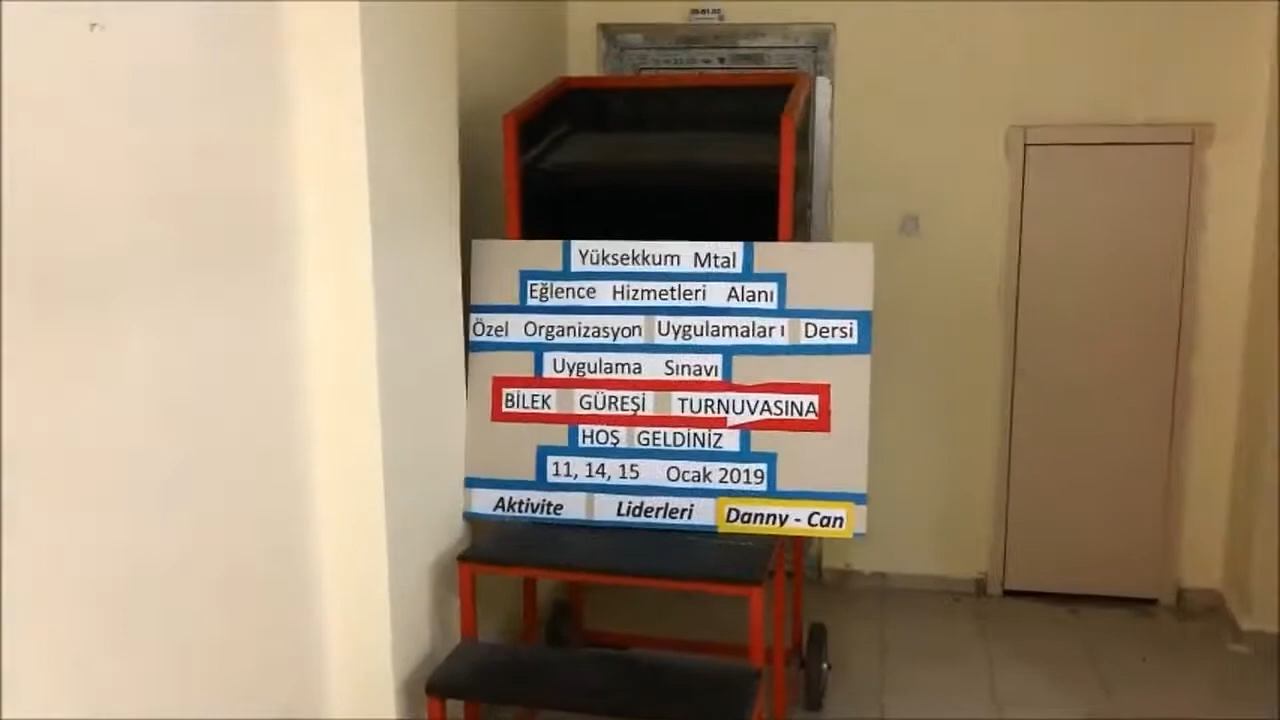 Yüksekkum Mtal
Eğlence Hizmetleri Alanı
Özel Organizasyon Uygulamaları Dersi
Uygulama Sınavı
BİLEK GÜREŞİ TURNUVASINA
HOŞ GELDİNİZ
11, 14, 15 Ocak 2019
Aktivite Liderleri Danny - Can